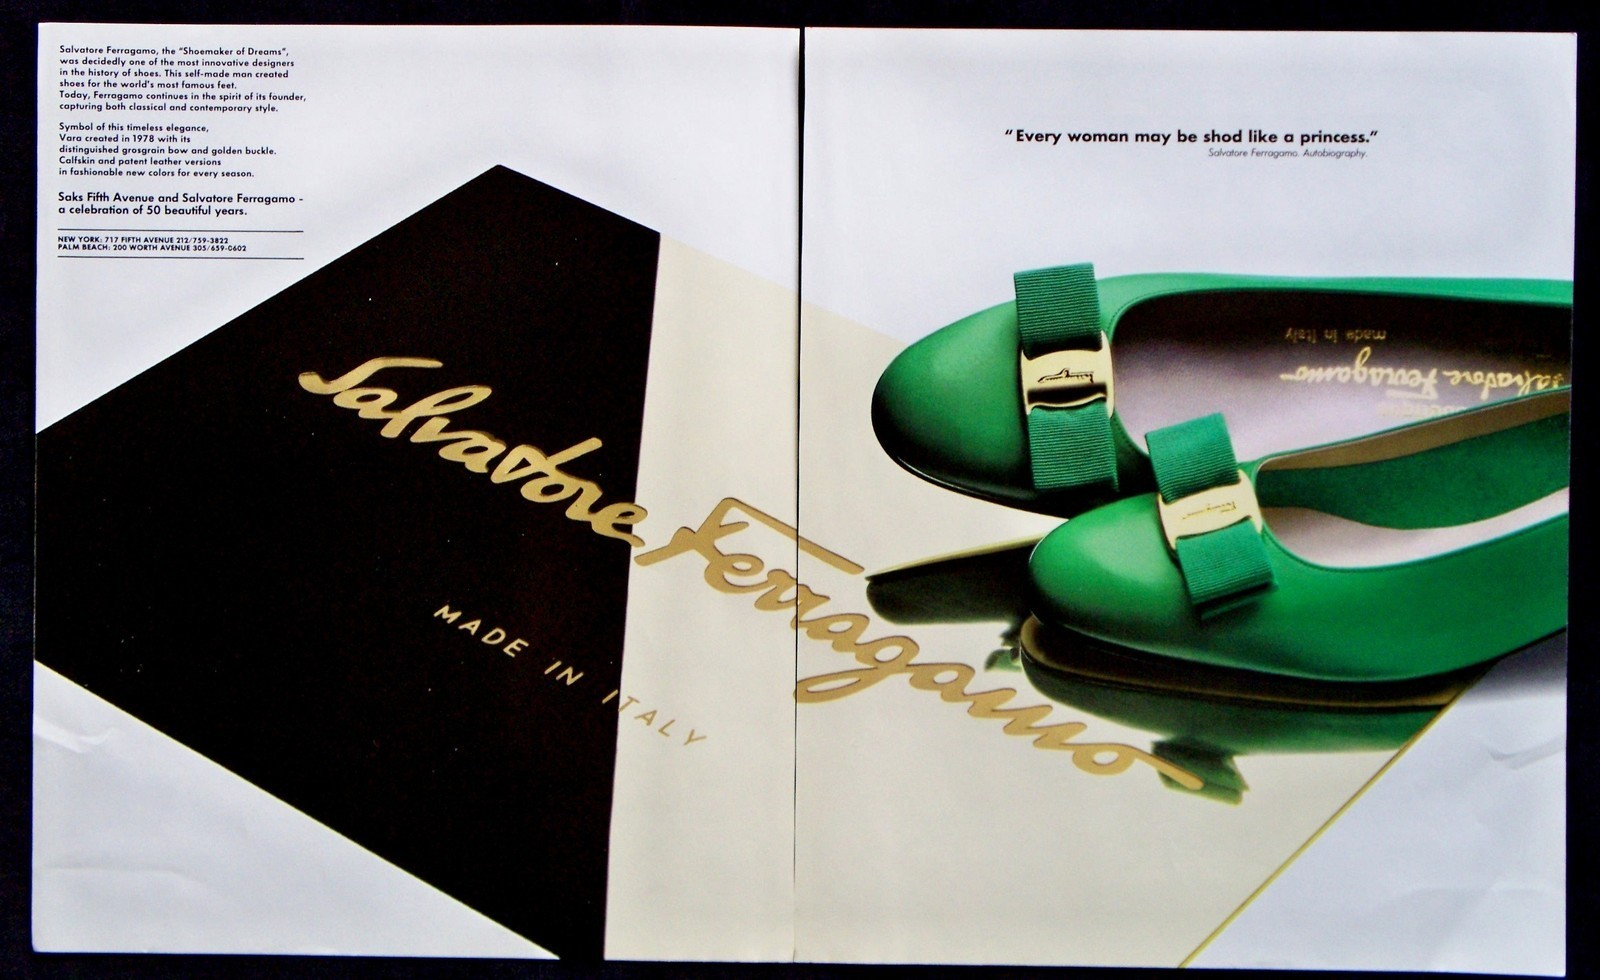 Salvatore Ferragamo, the "Shoemaker of Dreams",
was decidedly one of the most innovative designers
in the history of shoes. This self-made man created
shoes for the world's most famous feet.
Today, Ferragamo continues in the spirit of its founder,
capturing both classical and contemporary style.
Symbol of this timeless elegance,
Vara created in 1978 with its
distinguished grosgrain bow and golden buckle.
Calfskin and patent leather versions
in fashionable new colors for every season.
Saks Fifth Avenue and Salvatore Ferragamo -
a celebration of 50 beautiful years.
NEW YORK: 717 FIFTH AVENUE 212/759-3822
PALM BEACH: 200 WORTH AVENUE 305/659-0602
"Every woman may be shod like a princess."
Salvatore Ferragamo. Autobiography.
Salvatore Ferragamo
MADE IN ITALY
Salvatore Ferragamo
made in Italy
Ferragamo
Ferragamo